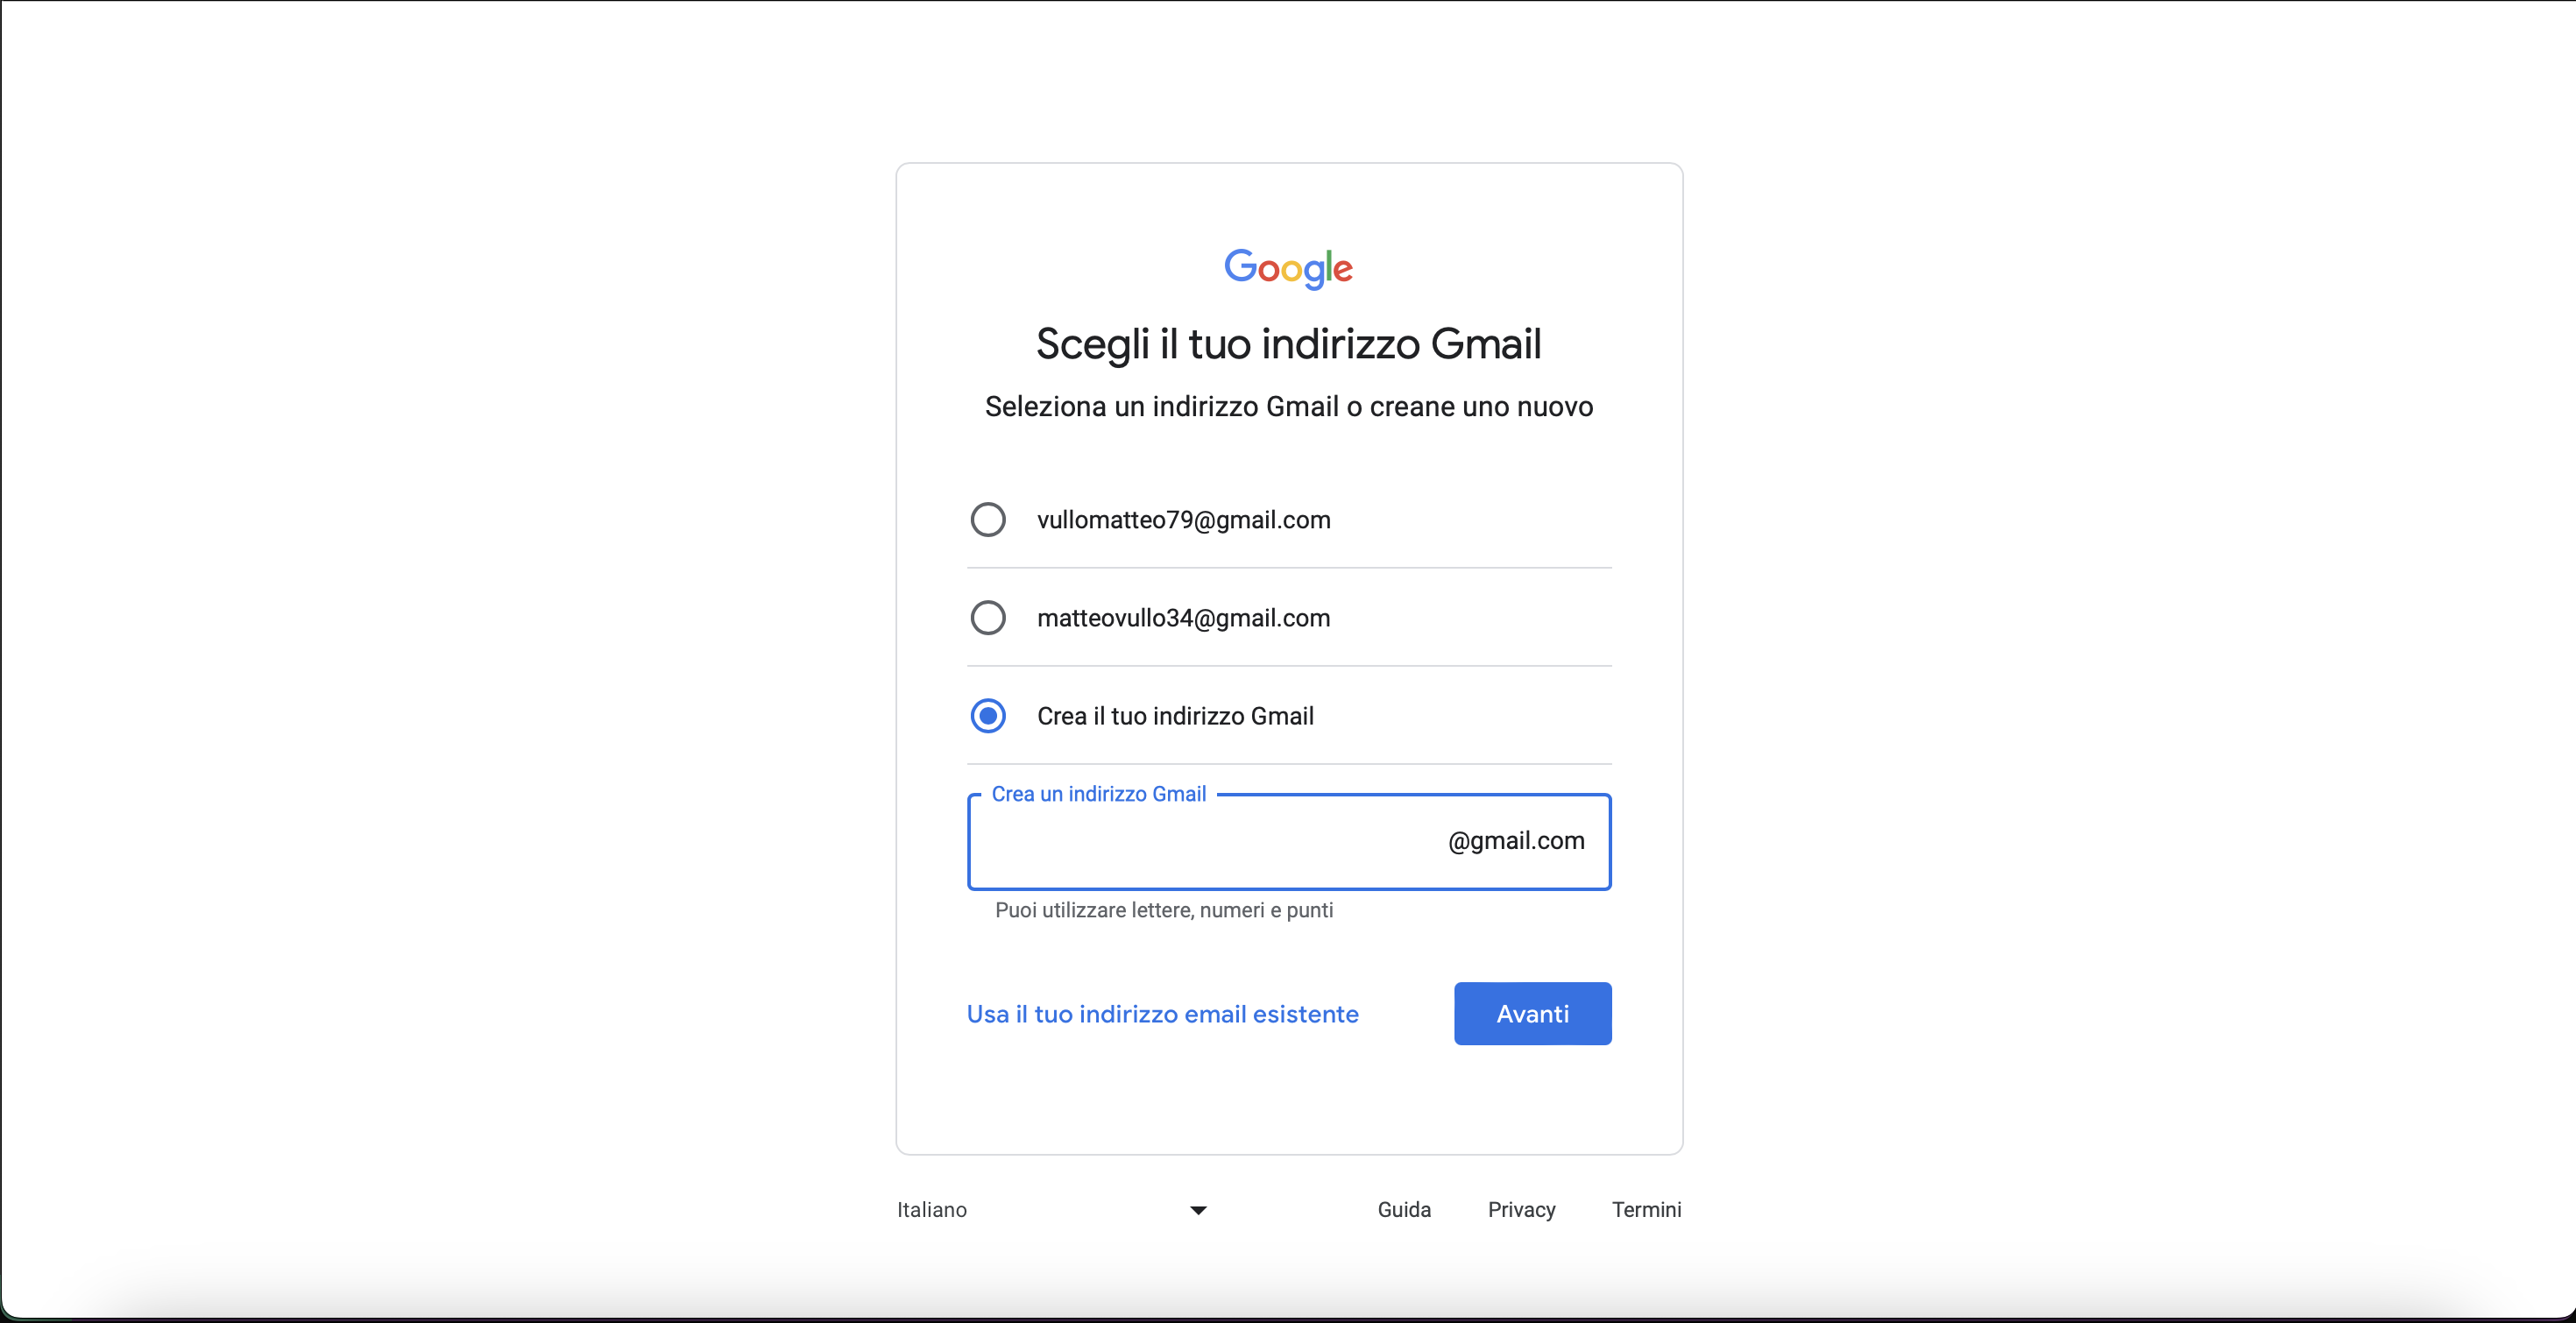 Google
Scegli il tuo indirizzo Gmail
Seleziona un indirizzo Gmail o creane uno nuovo
vullomatteo79@gmail.com
matteovullo34@gmail.com
Crea il tuo indirizzo Gmail
Crea un indirizzo Gmail
@gmail.com
Puoi utilizzare lettere, numeri e punti
Usa il tuo indirizzo email esistente
Avanti
Italiano
Guida
Privacy
Termini